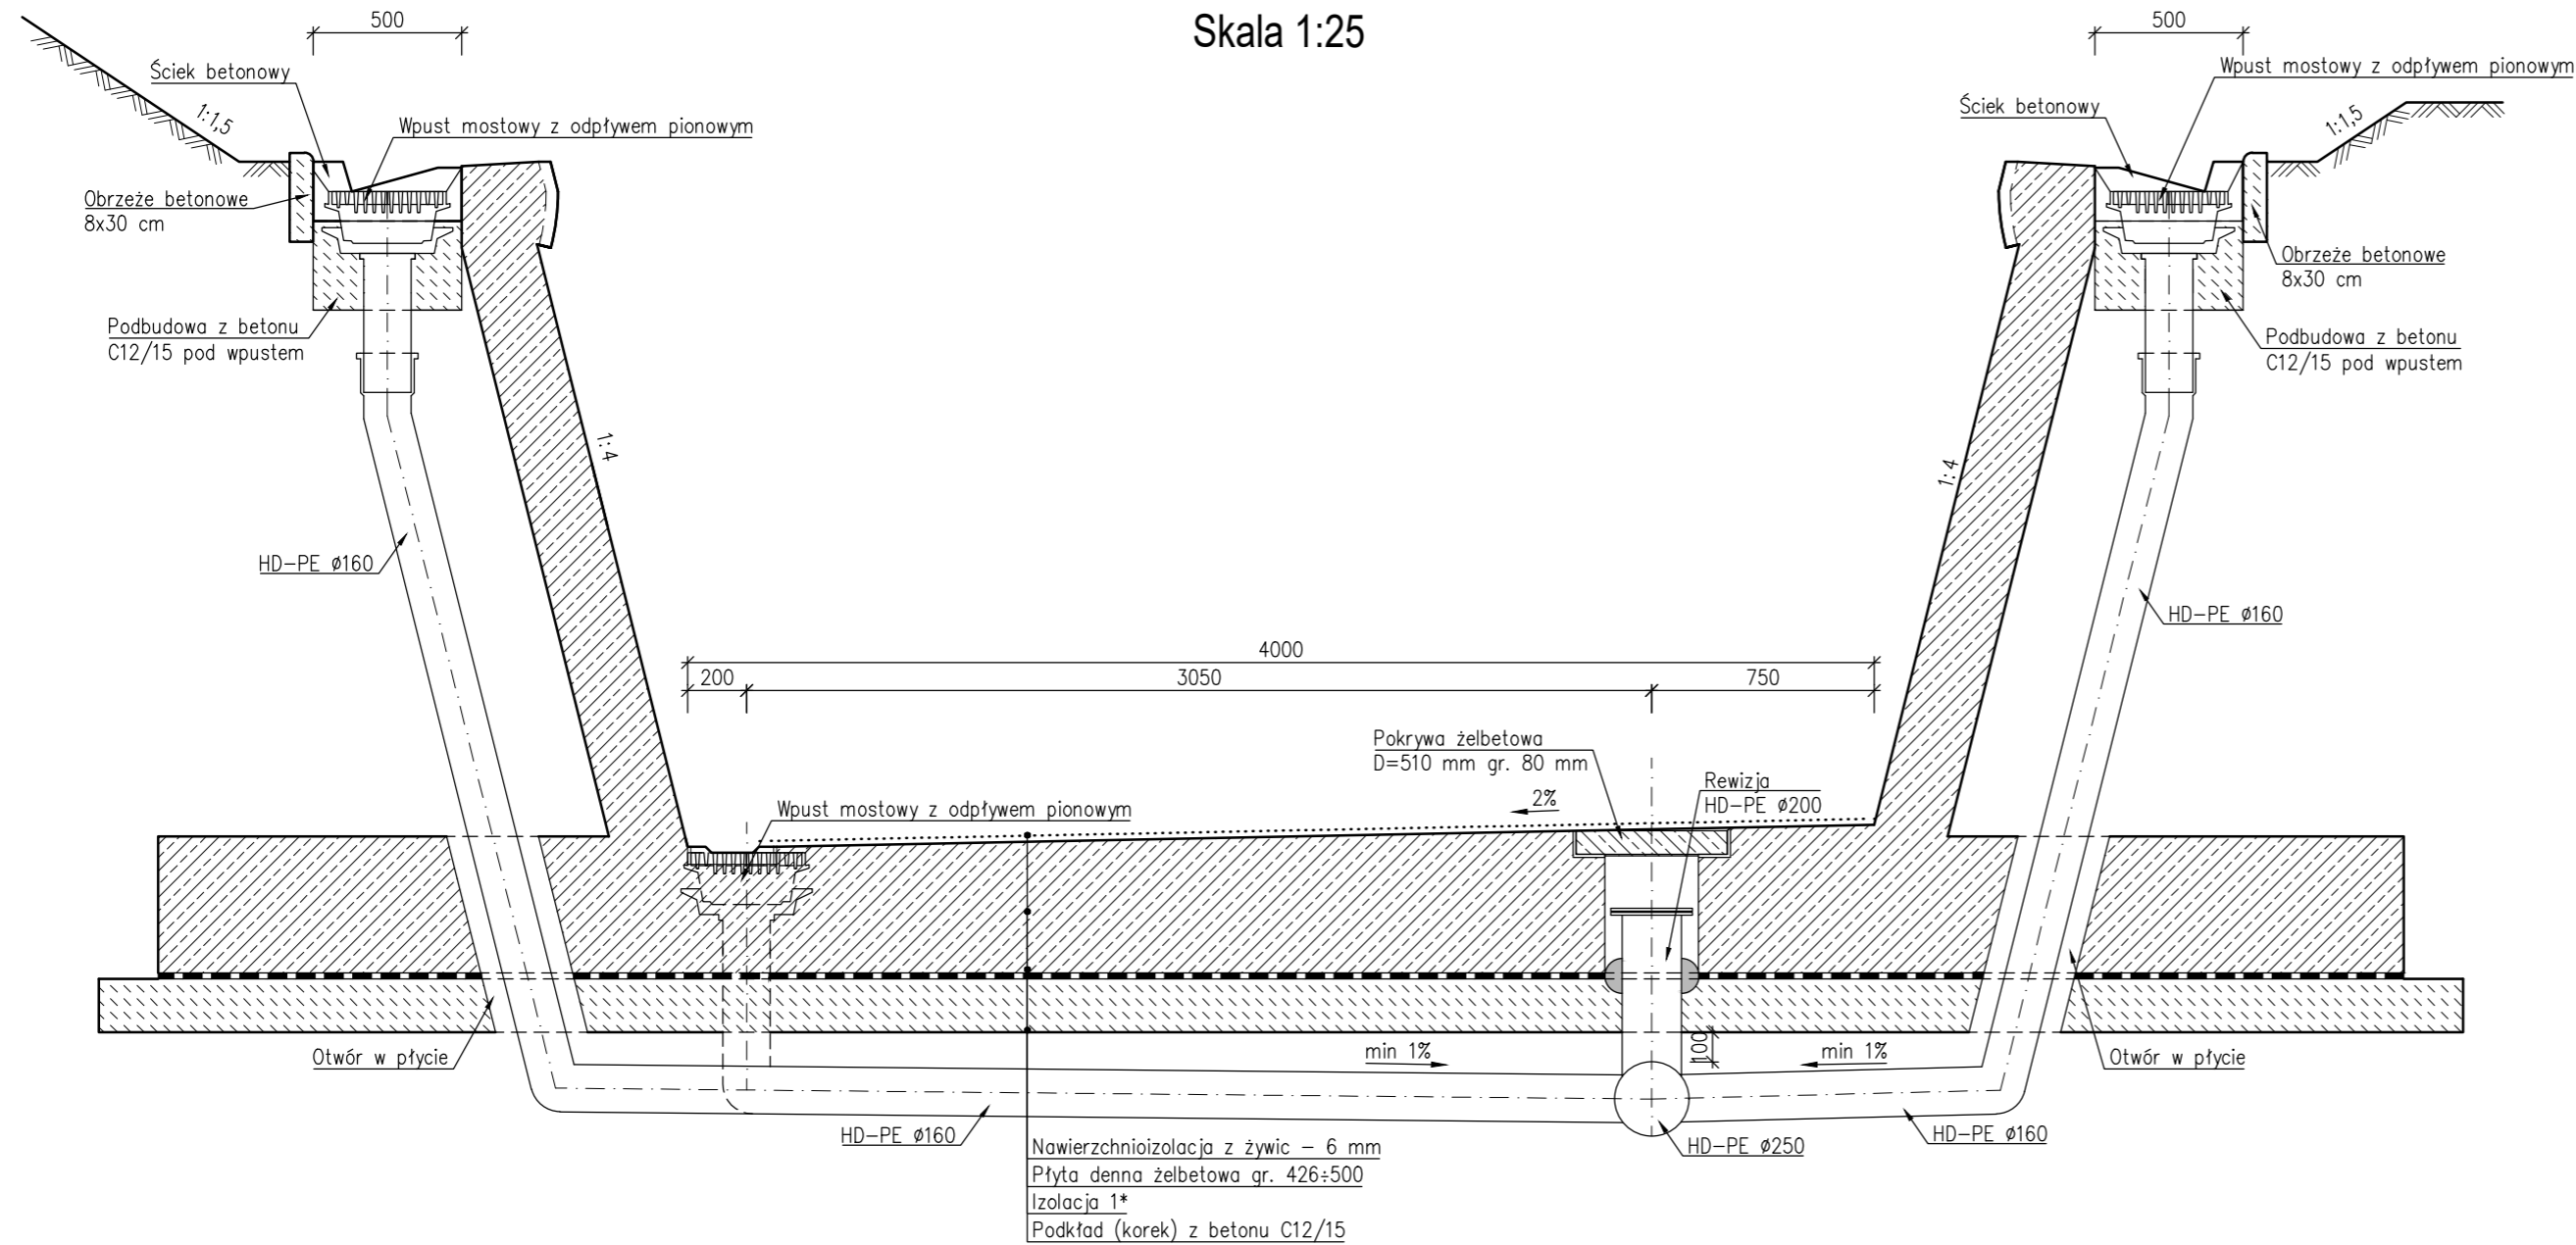 Skala 1:25
500
500
Ściek betonowy
Wpust mostowy z odpływem pionowym
1:1,5
Wpust mostowy z odpływem pionowym
Ściek betonowy
1:1,5
Obrzeże betonowe
8x30 cm
Obrzeże betonowe
8x30 cm
Podbudowa z betonu
C12/15 pod wpustem
Podbudowa z betonu
C12/15 pod wpustem
1:4
1:4
HD-PE ø160
HD-PE ø160
4000
200
3050
750
Pokrywa żelbetowa
D=510 mm gr. 80 mm
Rewizja
HD-PE ø200
2%
Wpust mostowy z odpływem pionowym
Otwór w płycie
min 1%
100
min 1%
Otwór w płycie
HD-PE ø160
HD-PE ø250
HD-PE ø160
Nawierzchnioizolacja z żywic – 6 mm
Płyta denna żelbetowa gr. 426÷500
Izolacja 1*
Podkład (korek) z betonu C12/15